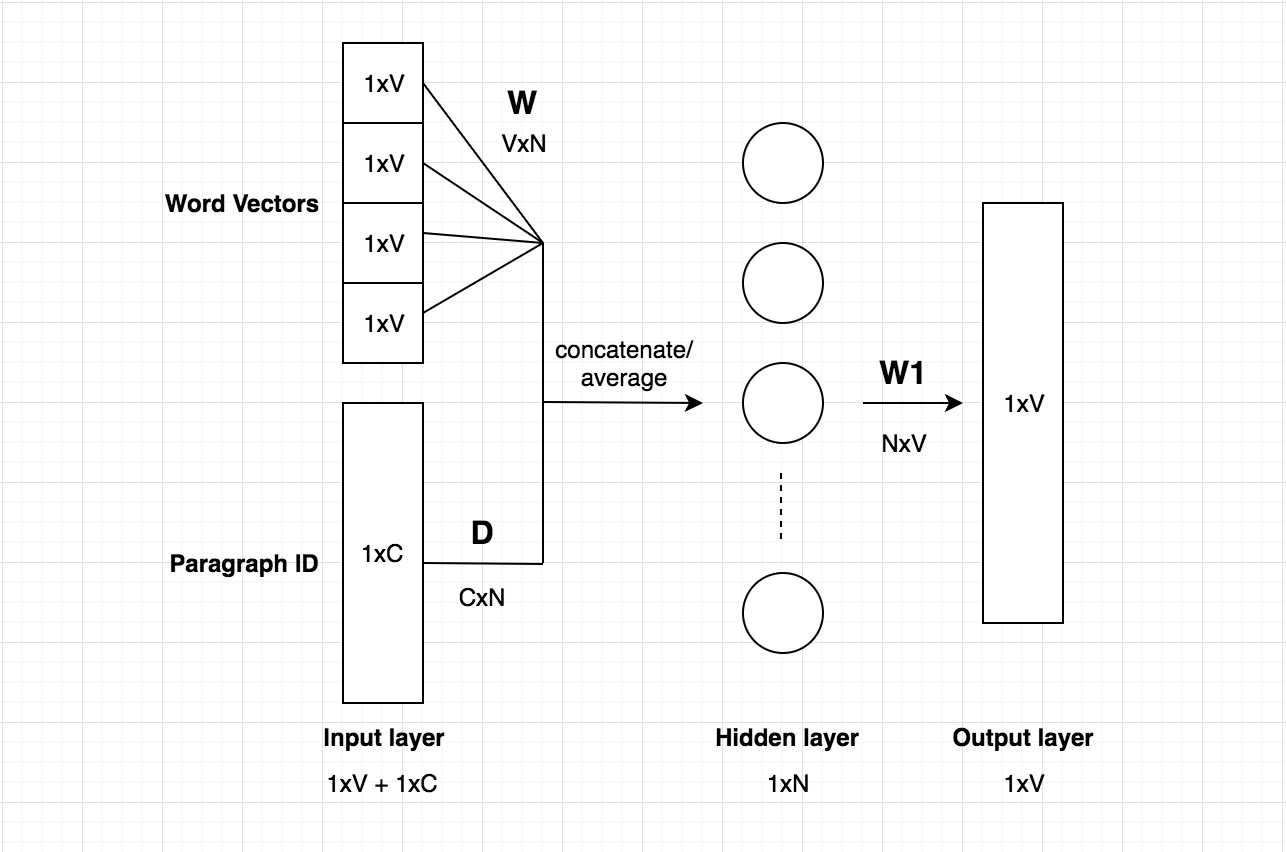 1xV
W
VxN
1xV
Word Vectors
1xV
1xV
concatenate/
average
W1
1xV
NxV
D
1xC
Paragraph ID
CxN
Input layer
Hidden layer
Output layer
1xV + 1xC
1xN
1xV